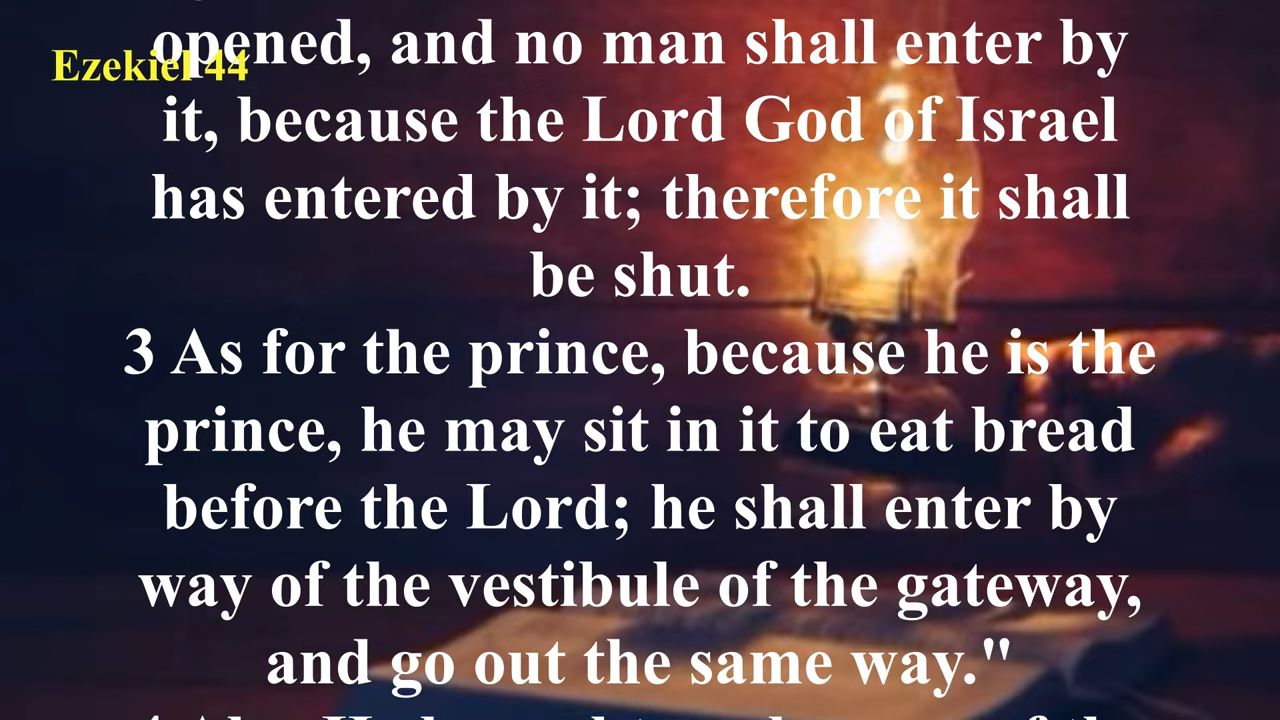 opened, and no man shall enter by
Ezekiel 44
it, because the Lord God of Israel
has entered by it; therefore it shall
be shut.
3 As for the prince, because he is the
prince, he may sit in it to eat bread
before the Lord; he shall enter by
way of the vestibule of the gateway,
and go out the same way."